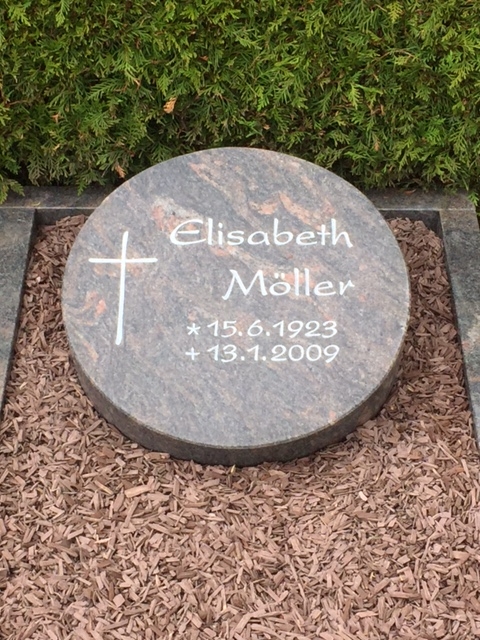 Elisabeth
Möller
* 15.6.1923
+ 13.1.2009